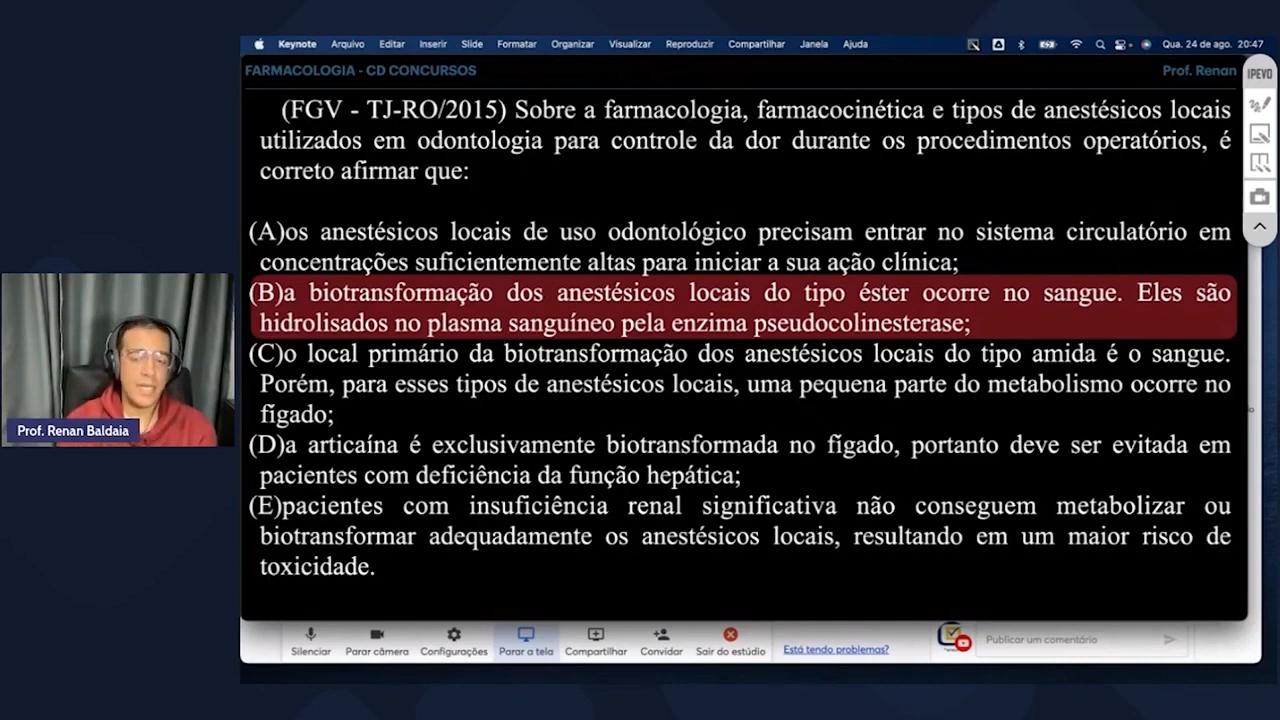 Keynote Arquivo Editar Inserir Slide Formatar Organizar Visualizar Reproduzir Compartilhar Janela Ajuda Qua. 24 de ago. 20:47
FARMACOLOGIA - CD CONCURSOS Prof. Renan
IPEVO
(FGV - TJ-RO/2015) Sobre a farmacologia, farmacocinética e tipos de anestésicos locais
utilizados em odontologia para controle da dor durante os procedimentos operatórios, é
correto afirmar que:
(A)os anestésicos locais de uso odontológico precisam entrar no sistema circulatório em
concentrações suficientemente altas para iniciar a sua ação clínica;
(B)a biotransformação dos anestésicos locais do tipo éster ocorre no sangue. Eles são
hidrolisados no plasma sanguíneo pela enzima pseudocolinesterase;
(C)o local primário da biotransformação dos anestésicos locais do tipo amida é o sangue.
Porém, para esses tipos de anestésicos locais, uma pequena parte do metabolismo ocorre no
fígado;
(D)a articaína é exclusivamente biotransformada no fígado, portanto deve ser evitada em
pacientes com deficiência da função hepática;
(E)pacientes com insuficiência renal significativa não conseguem metabolizar ou
biotransformar adequadamente os anestésicos locais, resultando em um maior risco de
toxicidade.
Prof. Renan Baldaia
Silenciar Parar câmera Configurações Parar a tela Compartilhar Convidar Sair do estúdio Está tendo problemas? Publicar um comentário